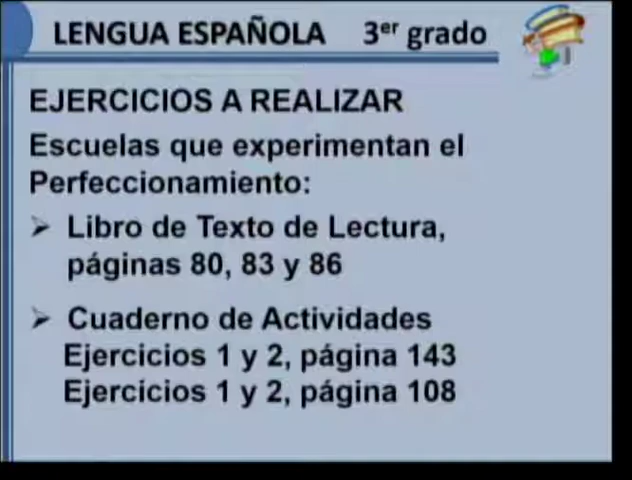 LENGUA ESPAÑOLA 3er grado
EJERCICIOS A REALIZAR
Escuelas que experimentan el
Perfeccionamiento:
➢ Libro de Texto de Lectura,
páginas 80, 83 y 86
➢ Cuaderno de Actividades
Ejercicios 1 y 2, página 143
Ejercicios 1 y 2, página 108